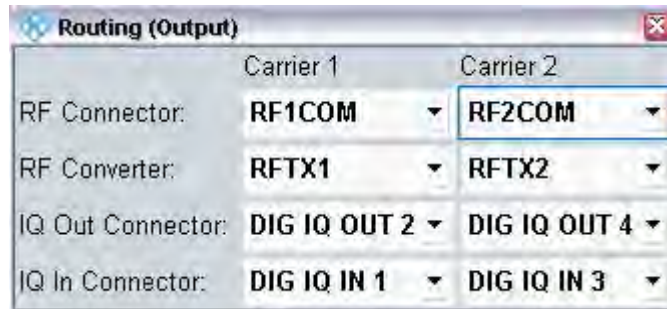 Routing (Output)
Carrier 1 Carrier 2
RF Connector: RF1COM RF2COM
RF Converter: RFTX1 RFTX2
IQ Out Connector: DIG IQ OUT 2 DIG IQ OUT 4
IQ In Connector: DIG IQ IN 1 DIG IQ IN 3